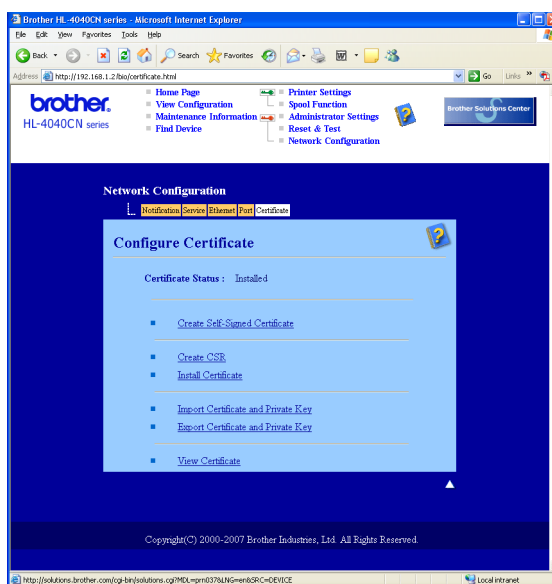 Brother HL-4040CN series - Microsoft Internet Explorer
File Edit View Favorites Tools Help
Back Search Favorites
Address http://192.168.1.2/bio/certificate.html Go Links »
brother.
HL-4040CN series
Home Page
View Configuration
Maintenance Information
Find Device
Printer Settings
Spool Function
Administrator Settings
Reset & Test
Network Configuration
Brother Solutions Center
Network Configuration
Notification Service Ethernet Port Certificate
Configure Certificate
Certificate Status : Installed
Create Self-Signed Certificate
Create CSR
Install Certificate
Import Certificate and Private Key
Export Certificate and Private Key
View Certificate
Copyright(C) 2000-2007 Brother Industries, Ltd. All Rights Reserved.
http://solutions.brother.com/cgi-bin/solutions.cgi?MDL=prn037&LNG=en&SRC=DEVICE Local intranet